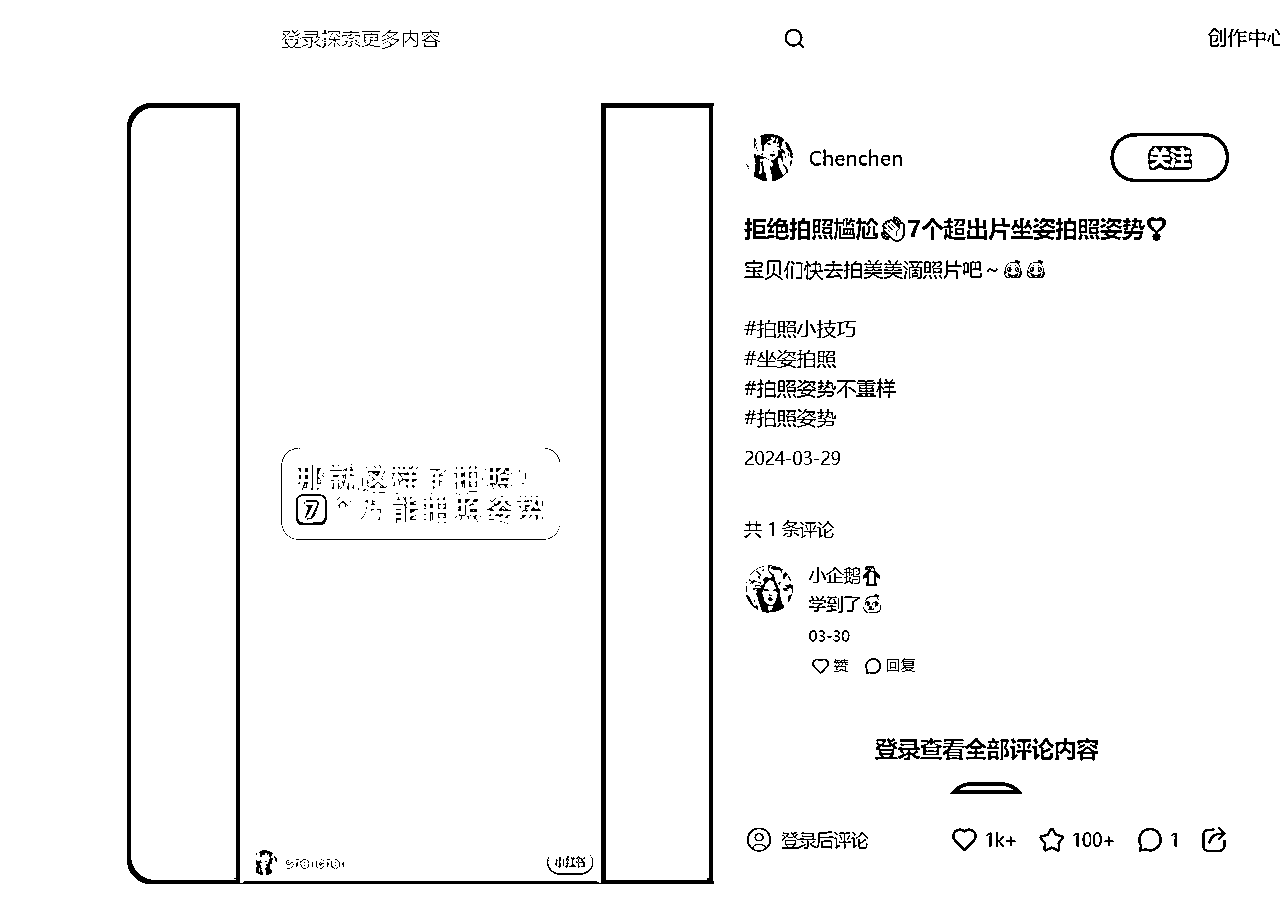 登录探索更多内容
创作中心
Chenchen
关注
拒绝拍照尴尬👏7个超出片坐姿拍照姿势❣
宝贝们快去拍美美滴照片吧~
#拍照小技巧
#坐姿拍照
#拍照姿势不重样
#拍照姿势
2024-03-29
那就这样子拍照
7个万能拍照姿势
共 1 条评论
小企鹅
学到了
03-30
赞 回复
登录查看全部评论内容
登录后评论
1k+ 100+ 1
小红书